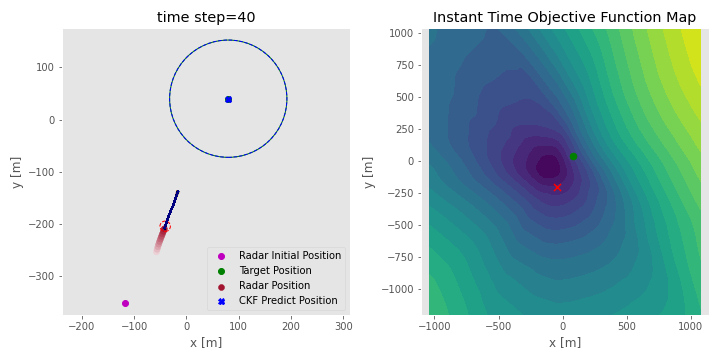 time step=40
y [m]
100
0
−100
−200
−300
−200
−100
0
100
200
300
x [m]
Radar Initial Position
Target Position
Radar Position
CKF Predict Position
Instant Time Objective Function Map
y [m]
1000
750
500
250
0
−250
−500
−750
−1000
−1000
−500
0
500
1000
x [m]